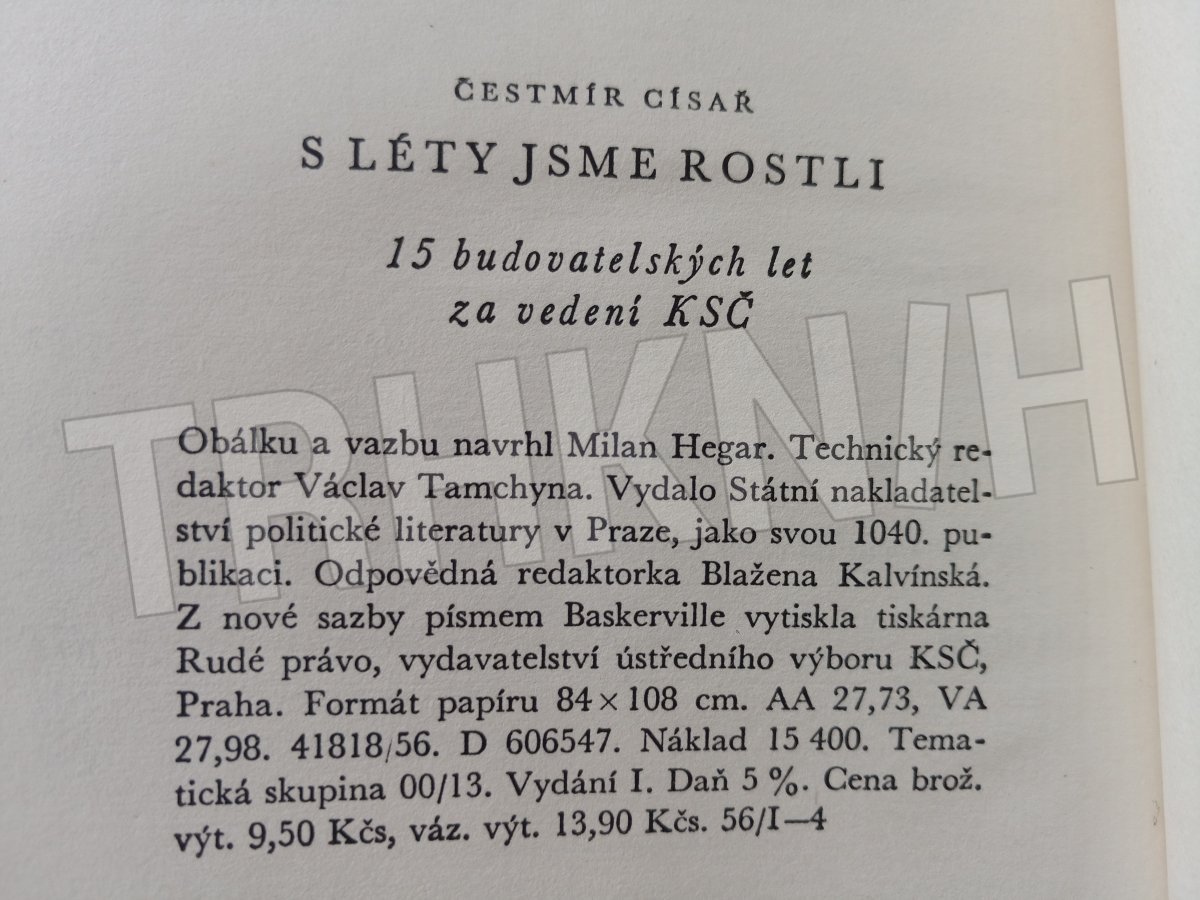 ČESTMÍR CÍSAŘ
S LÉTY JSME ROSTLI
15 budovatelských let
za vedení KSČ
Obálku a vazbu navrhl Milan Hegar. Technický re-
daktor Václav Tamchyna. Vydalo Státní nakladatel-
ství politické literatury v Praze, jako svou 1040. pu-
blikaci. Odpovědná redaktorka Blažena Kalvínská.
Z nové sazby písmem Baskerville vytiskla tiskárna
Rudé právo, vydavatelství ústředního výboru KSČ,
Praha. Formát papíru 84×108 cm. AA 27,73, VA
27,98. 41818/56. D 606547. Náklad 15 400. Tema-
tická skupina 00/13. Vydání I. Daň 5 %. Cena brož.
výt. 9,50 Kčs, váz. výt. 13,90 Kčs. 56/I—4